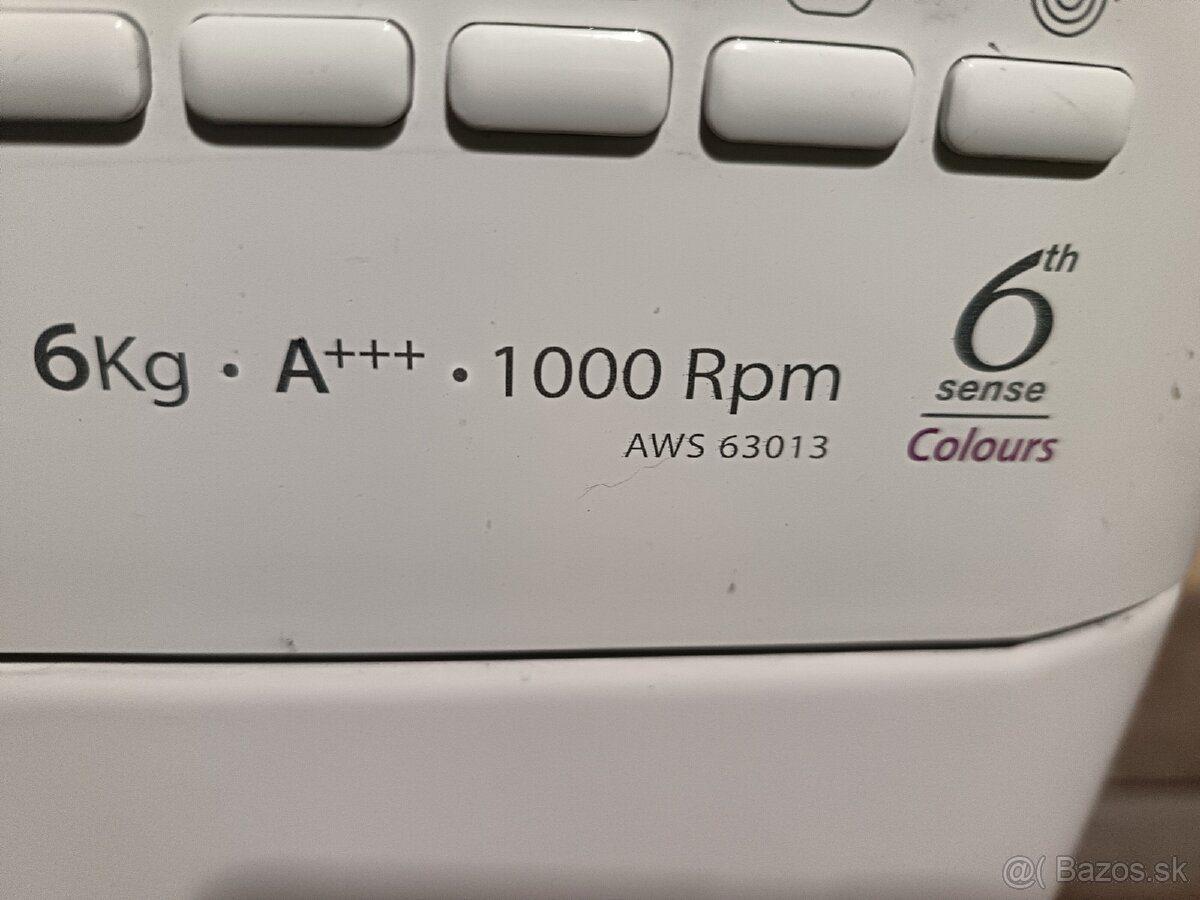 6Kg · A+++ · 1000 Rpm
AWS 63013
6th
sense
Colours
@( Bazos.sk